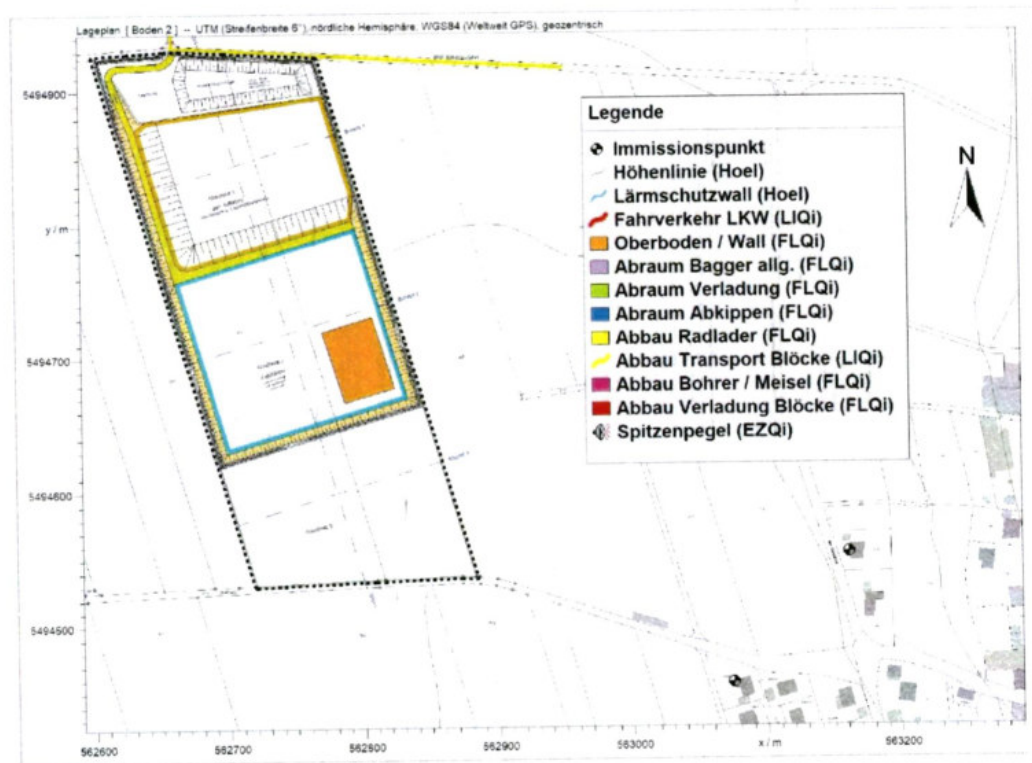 Lageplan [ Boden 2 ] -- UTM (Streifenbreite 6°), nördliche Hemisphäre, WGS84 (Weltweit GPS), geozentrisch
5494900
y / m
5494700
5494600
5494500
Legende
Immissionspunkt
Höhenlinie (Hoel)
Lärmschutzwall (Hoel)
Fahrverkehr LKW (LIQi)
Oberboden / Wall (FLQi)
Abraum Bagger allg. (FLQi)
Abraum Verladung (FLQi)
Abraum Abkippen (FLQi)
Abbau Radlader (FLQi)
Abbau Transport Blöcke (LIQi)
Abbau Bohrer / Meisel (FLQi)
Abbau Verladung Blöcke (FLQi)
Spitzenpegel (EZQi)
N
562600
562700
562800
562900
563000
x / m
563200